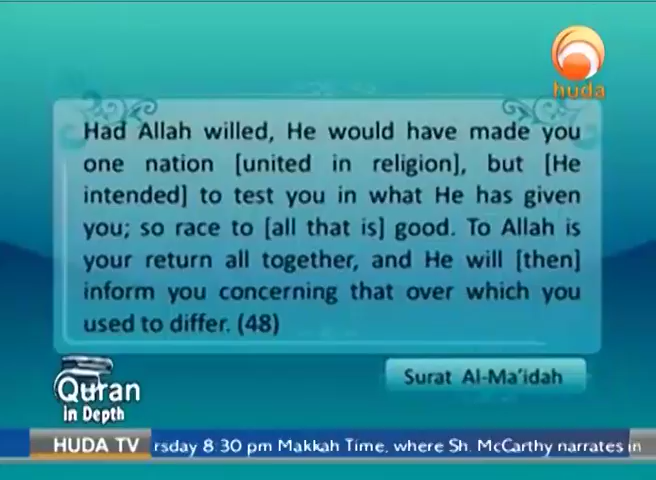 huda
Had Allah willed, He would have made you
one nation [united in religion], but [He
intended] to test you in what He has given
you; so race to [all that is] good. To Allah is
your return all together, and He will [then]
inform you concerning that over which you
used to differ. (48)
Surat Al-Ma'idah
Quran
in Depth
HUDA TV rsday 8:30 pm Makkah Time, where Sh. McCarthy narrates in